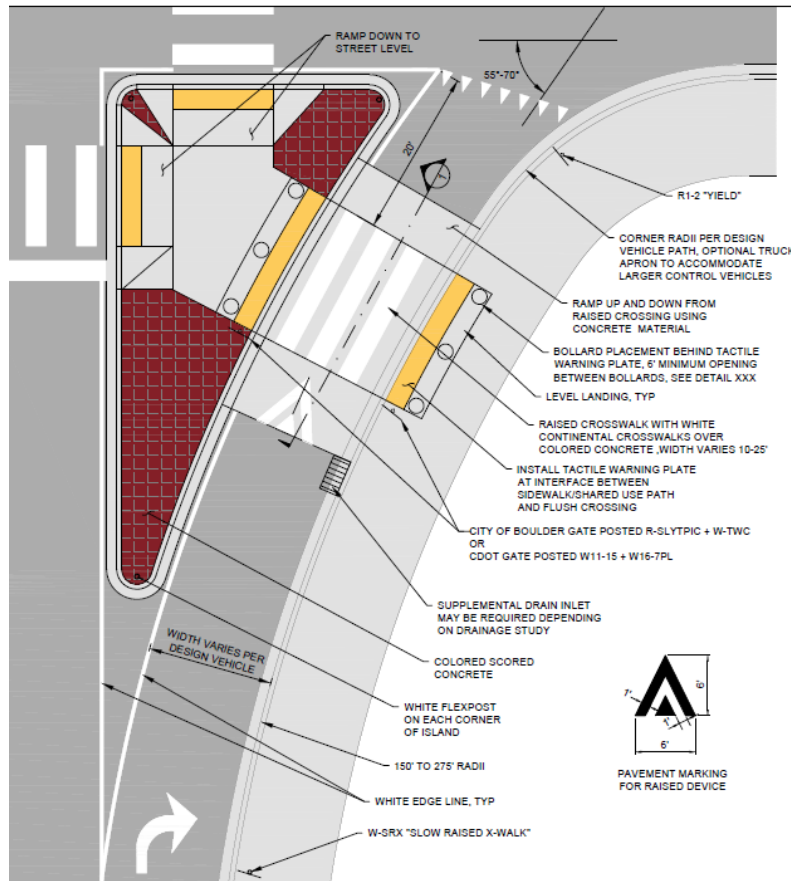 RAMP DOWN TO
STREET LEVEL
55°-70°
20'
1
R1-2 "YIELD"
CORNER RADII PER DESIGN
VEHICLE PATH, OPTIONAL TRUCK
APRON TO ACCOMMODATE
LARGER CONTROL VEHICLES
RAMP UP AND DOWN FROM
RAISED CROSSING USING
CONCRETE MATERIAL
BOLLARD PLACEMENT BEHIND TACTILE
WARNING PLATE, 6' MINIMUM OPENING
BETWEEN BOLLARDS, SEE DETAIL XXX
LEVEL LANDING, TYP
RAISED CROSSWALK WITH WHITE
CONTINENTAL CROSSWALKS OVER
COLORED CONCRETE ,WIDTH VARIES 10-25'
INSTALL TACTILE WARNING PLATE
AT INTERFACE BETWEEN
SIDEWALK/SHARED USE PATH
AND FLUSH CROSSING
CITY OF BOULDER GATE POSTED R-SLYTPIC + W-TWC
OR
CDOT GATE POSTED W11-15 + W16-7PL
SUPPLEMENTAL DRAIN INLET
MAY BE REQUIRED DEPENDING
ON DRAINAGE STUDY
WIDTH VARIES PER
DESIGN VEHICLE
COLORED SCORED
CONCRETE
WHITE FLEXPOST
ON EACH CORNER
OF ISLAND
150' TO 275' RADII
WHITE EDGE LINE, TYP
W-SRX "SLOW RAISED X-WALK"
1'
1'
6'
6'
PAVEMENT MARKING
FOR RAISED DEVICE